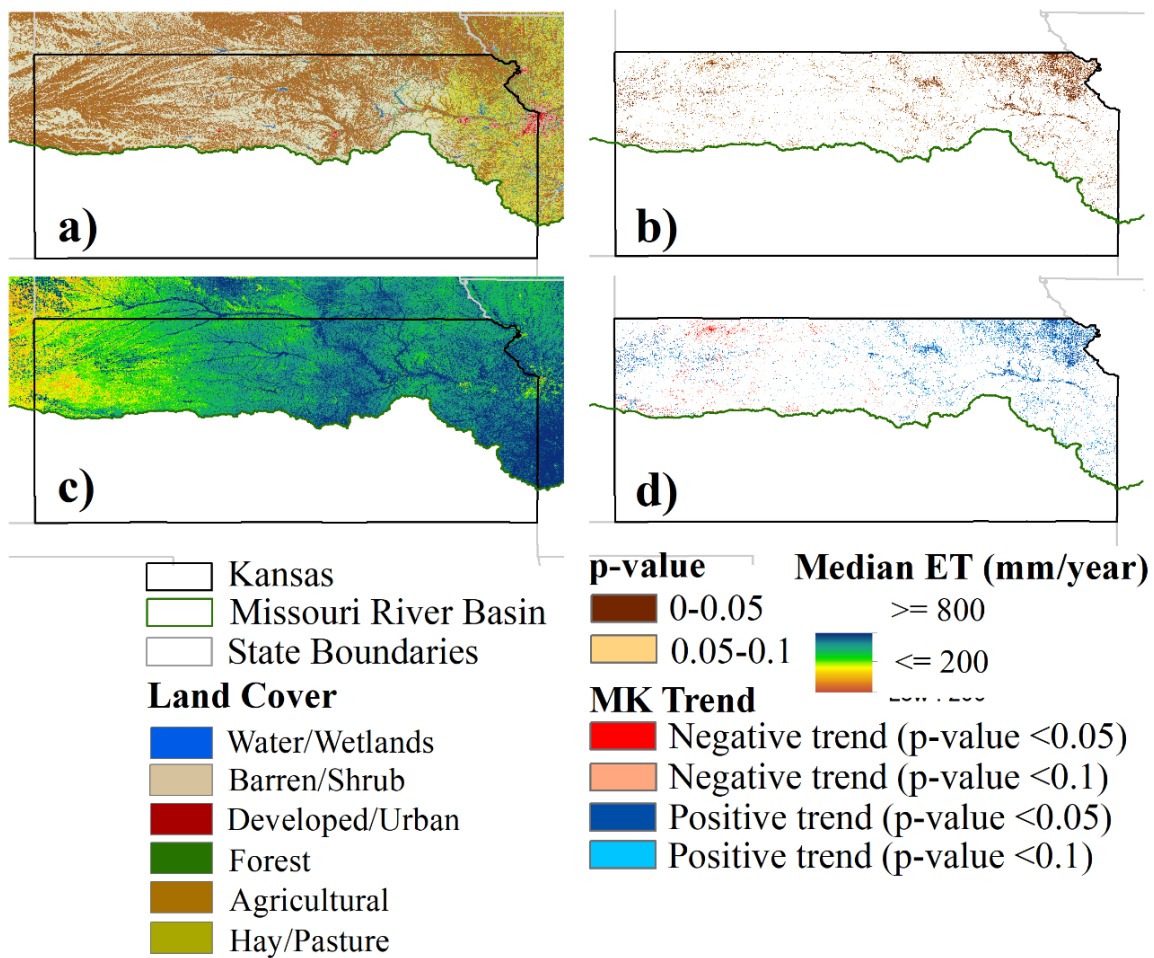 a)
b)
c)
d)
Kansas
Missouri River Basin
State Boundaries
Land Cover
Water/Wetlands
Barren/Shrub
Developed/Urban
Forest
Agricultural
Hay/Pasture
p-value
0-0.05
0.05-0.1
Median ET (mm/year)
>= 800
<= 200
MK Trend
Negative trend (p-value <0.05)
Negative trend (p-value <0.1)
Positive trend (p-value <0.05)
Positive trend (p-value <0.1)